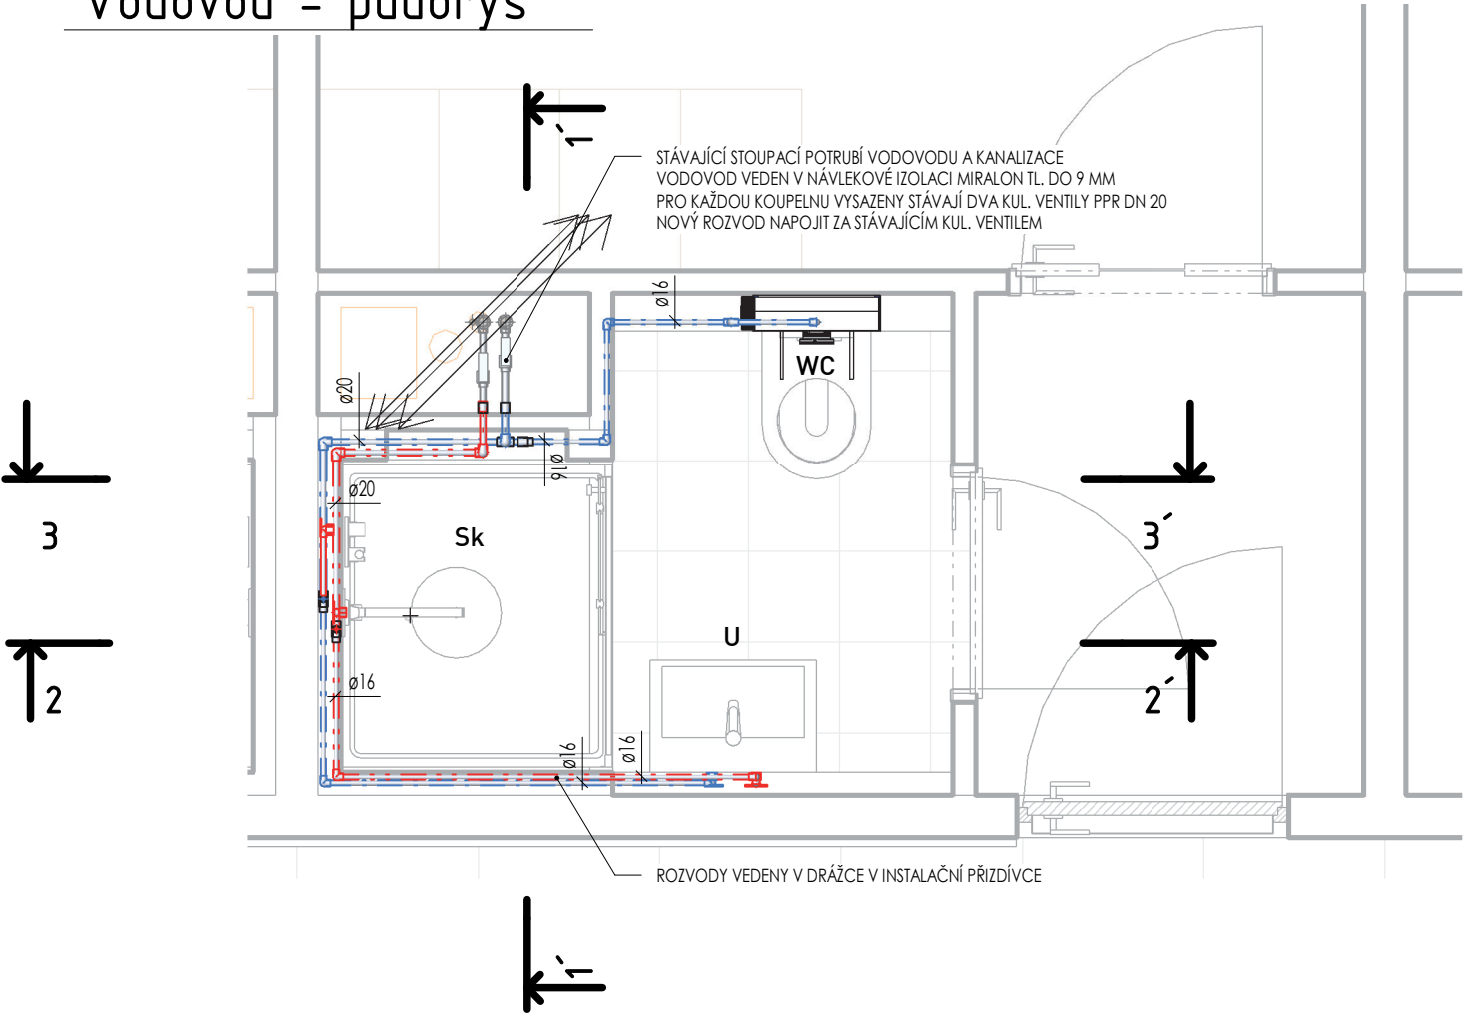 Vodovod - půdorys
1´
STÁVAJÍCÍ STOUPACÍ POTRUBÍ VODOVODU A KANALIZACE
VODOVOD VEDEN V NÁVLEKOVÉ IZOLACI MIRALON TL. DO 9 MM
PRO KAŽDOU KOUPELNU VYSAZENY STÁVAJÍ DVA KUL. VENTILY PPR DN 20
NOVÝ ROZVOD NAPOJIT ZA STÁVAJÍCÍM KUL. VENTILEM
ø16
WC
ø20
ø16
ø20
3
Sk
3´
U
2
ø16
2´
ø16
ø16
ROZVODY VEDENY V DRÁŽCE V INSTALAČNÍ PŘIZDÍVCE
1´